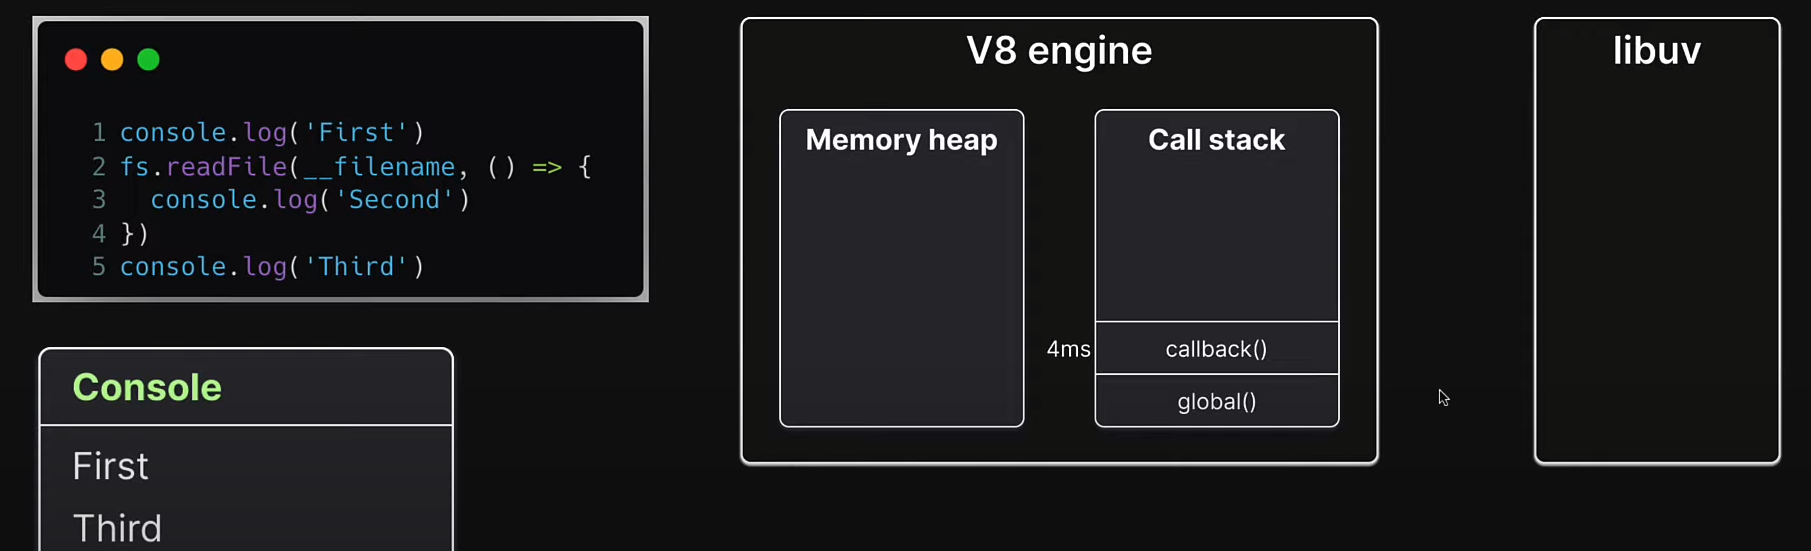 1 console.log('First')
2 fs.readFile(__filename, () => {
3   console.log('Second')
4 })
5 console.log('Third')
Console
First
Third
V8 engine
Memory heap
Call stack
4ms
callback()
global()
libuv